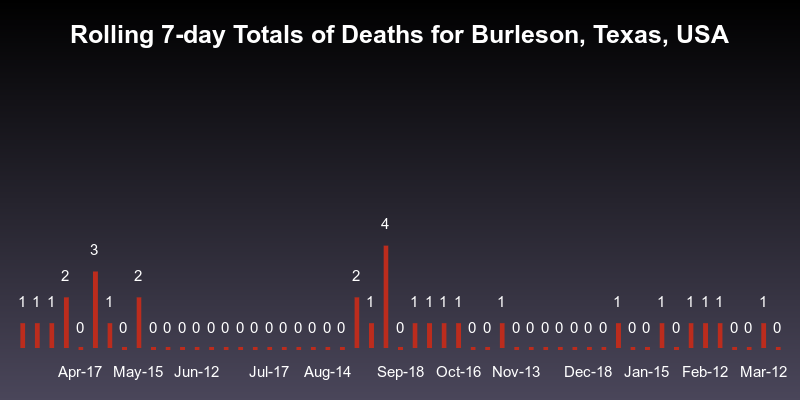 Rolling 7-day Totals of Deaths for Burleson, Texas, USA
4
3
2 2 2
1 1 1 1 1 1 1 1 1 1 1 1 1 1 1 1
0 0 0 0 0 0 0 0 0 0 0 0 0 0 0 0 0 0 0 0 0 0 0 0 0 0 0 0 0 0 0 0
Apr-17 May-15 Jun-12 Jul-17 Aug-14 Sep-18 Oct-16 Nov-13 Dec-18 Jan-15 Feb-12 Mar-12